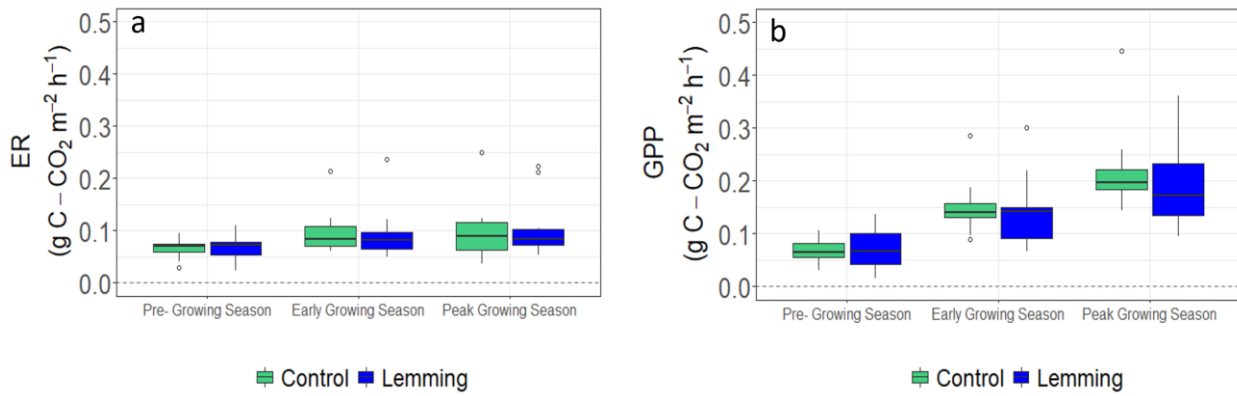 a
ER
(g C – CO₂ m⁻² h⁻¹)
0.5
0.4
0.3
0.2
0.1
0.0
Pre- Growing Season Early Growing Season Peak Growing Season
Control Lemming
b
GPP
(g C – CO₂ m⁻² h⁻¹)
0.5
0.4
0.3
0.2
0.1
0.0
Pre- Growing Season Early Growing Season Peak Growing Season
Control Lemming